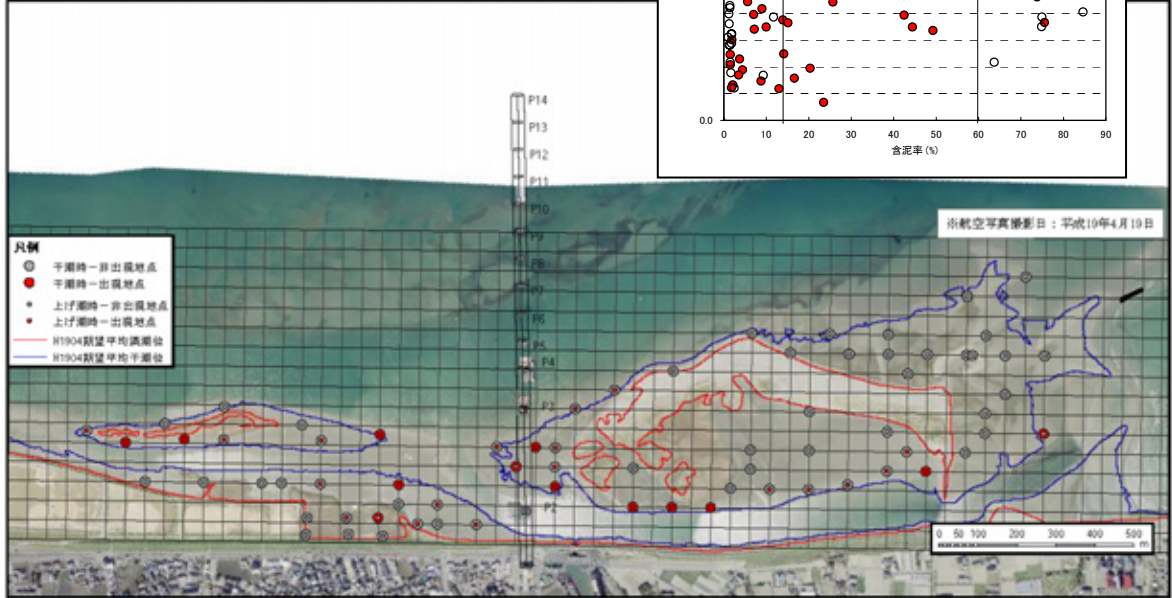 0.0
0 10 20 30 40 50 60 70 80 90
含泥率(%)
P14
P13
P12
P11
P10
P9
P8
P7
P6
P5
P4
P2
P2
※航空写真撮影日:平成19年4月19日
凡例
干潮時-非出現地点
干潮時-出現地点
上げ潮時-非出現地点
上げ潮時-出現地点
H1904期望平均満潮位
H1904期望平均干潮位
0 50 100 200 300 400 500
m